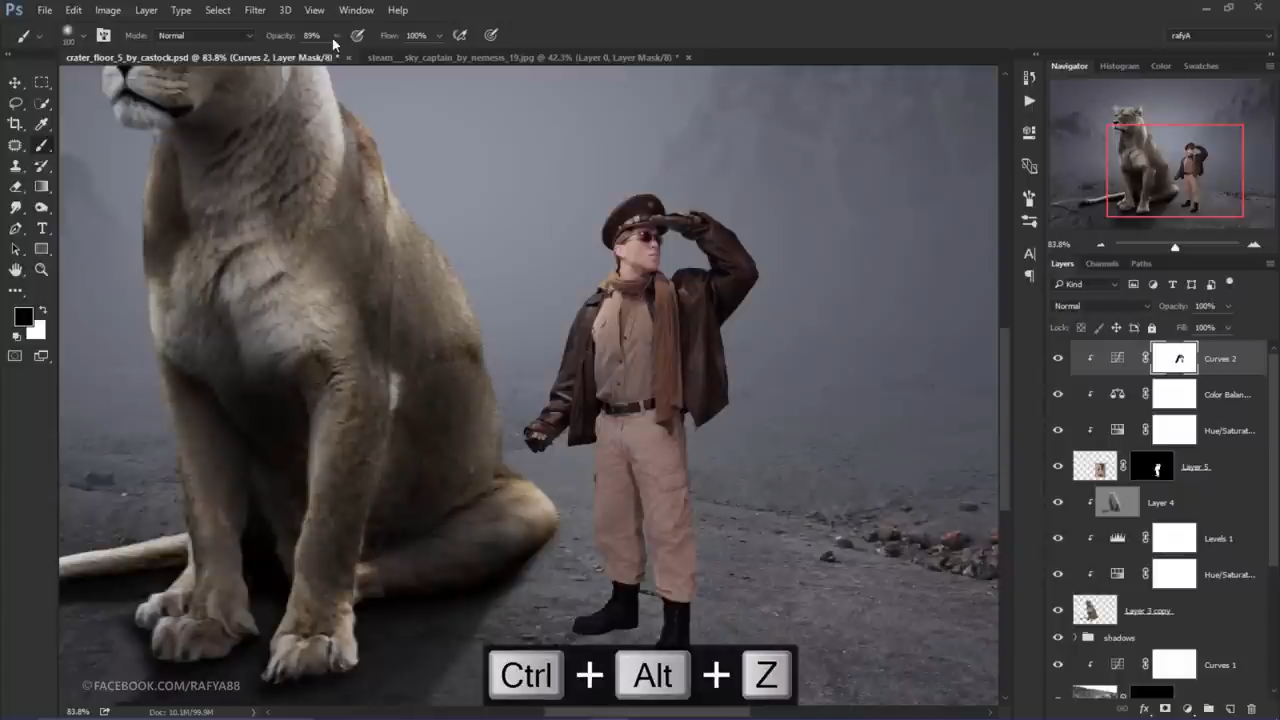 Ps File Edit Image Layer Type Select Filter 3D View Window Help
100 Mode: Normal Opacity: 89% Flow: 100% rafyA
crater_floor_5_by_castock.psd @ 83.8% (Curves 2, Layer Mask/8) * × steam___sky_captain_by_nemesis_19.jpg @ 42.3% (Layer 0, Layer Mask/8) * ×
Navigator Histogram Color Swatches
83.8%
Layers Channels Paths
Kind
Normal Opacity: 100%
Lock: Fill: 100%
Curves 2
Color Balan...
Hue/Saturat...
Layer 5
Layer 4
Levels 1
Hue/Saturat...
Layer 3 copy
shadows
Curves 1
Ctrl + Alt + Z
©FACEBOOK.COM/RAFYA88
83.8% Doc: 10.1M/99.9M